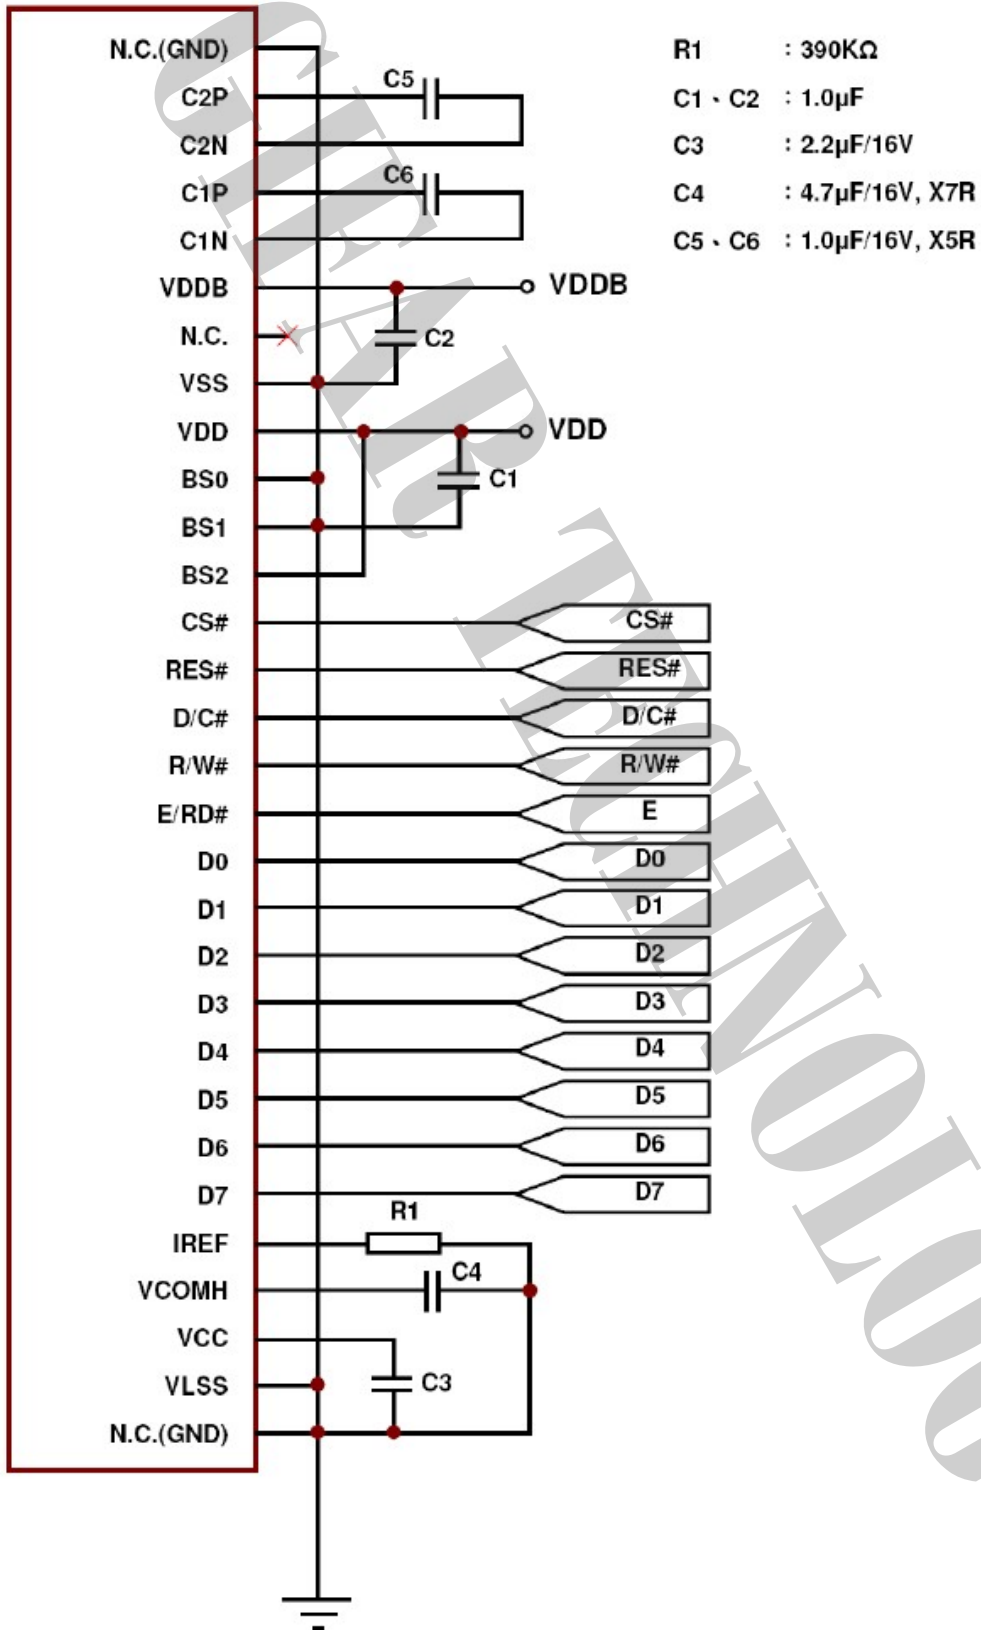 N.C.(GND)
C2P
C2N
C1P
C1N
VDDB
N.C.
VSS
VDD
BS0
BS1
BS2
CS#
RES#
D/C#
R/W#
E/RD#
D0
D1
D2
D3
D4
D5
D6
D7
IREF
VCOMH
VCC
VLSS
N.C.(GND)
C5
C6
VDDB
C2
VDD
C1
CS#
RES#
D/C#
R/W#
E
D0
D1
D2
D3
D4
D5
D6
D7
R1
C4
C3
R1 : 390KΩ
C1、C2 : 1.0μF
C3 : 2.2μF/16V
C4 : 4.7μF/16V, X7R
C5、C6 : 1.0μF/16V, X5R